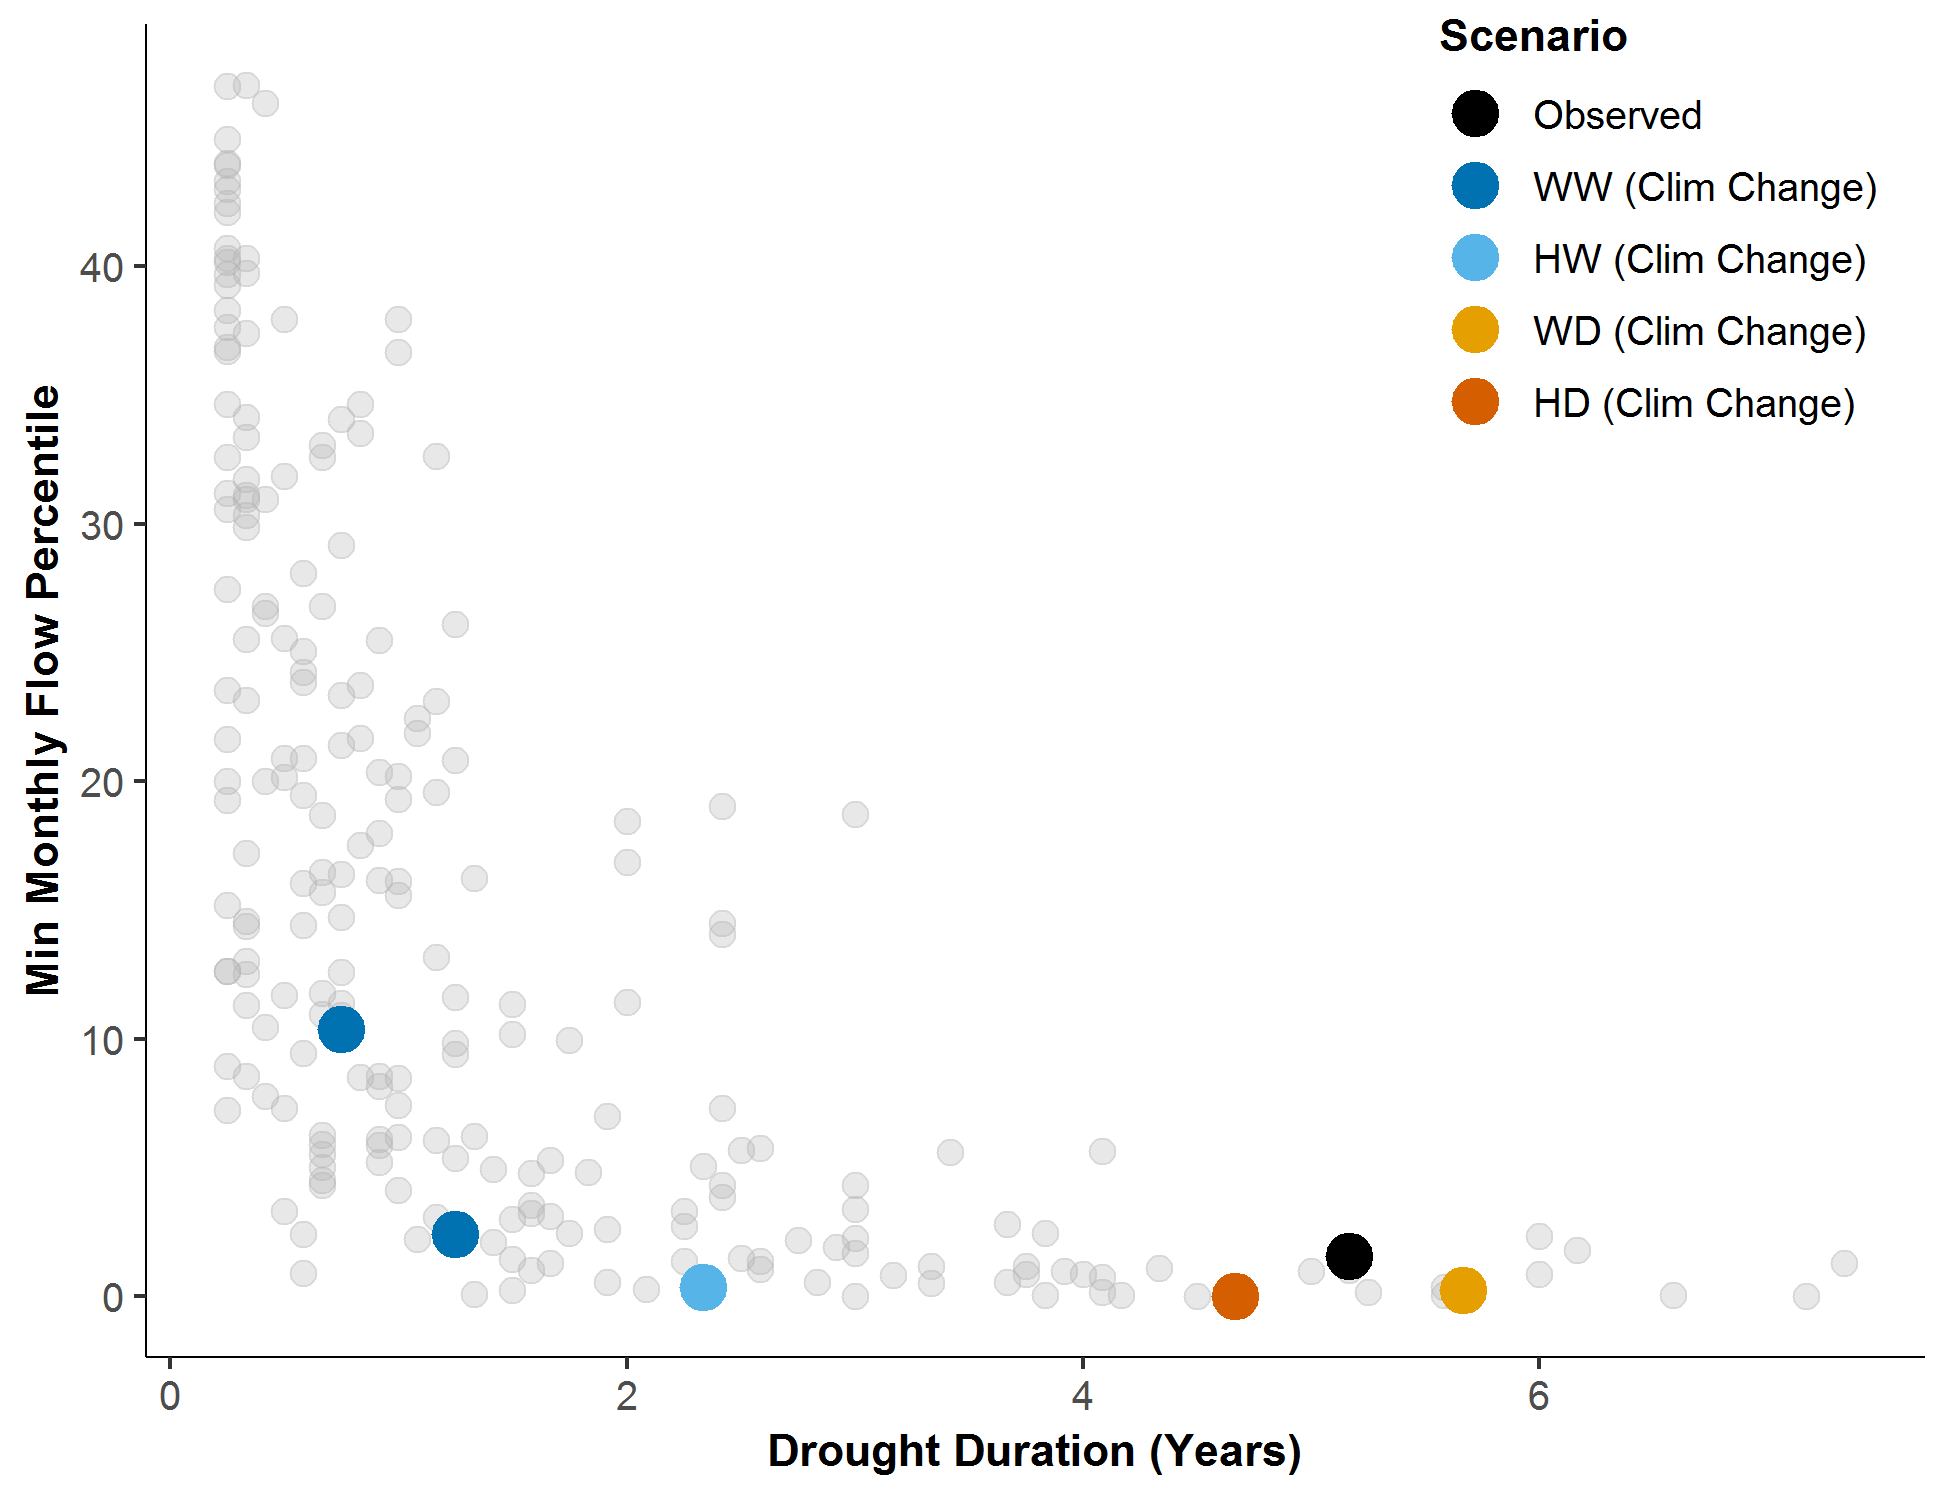 Scenario
Observed
WW (Clim Change)
HW (Clim Change)
WD (Clim Change)
HD (Clim Change)
Min Monthly Flow Percentile
40
30
20
10
0
0 2 4 6
Drought Duration (Years)